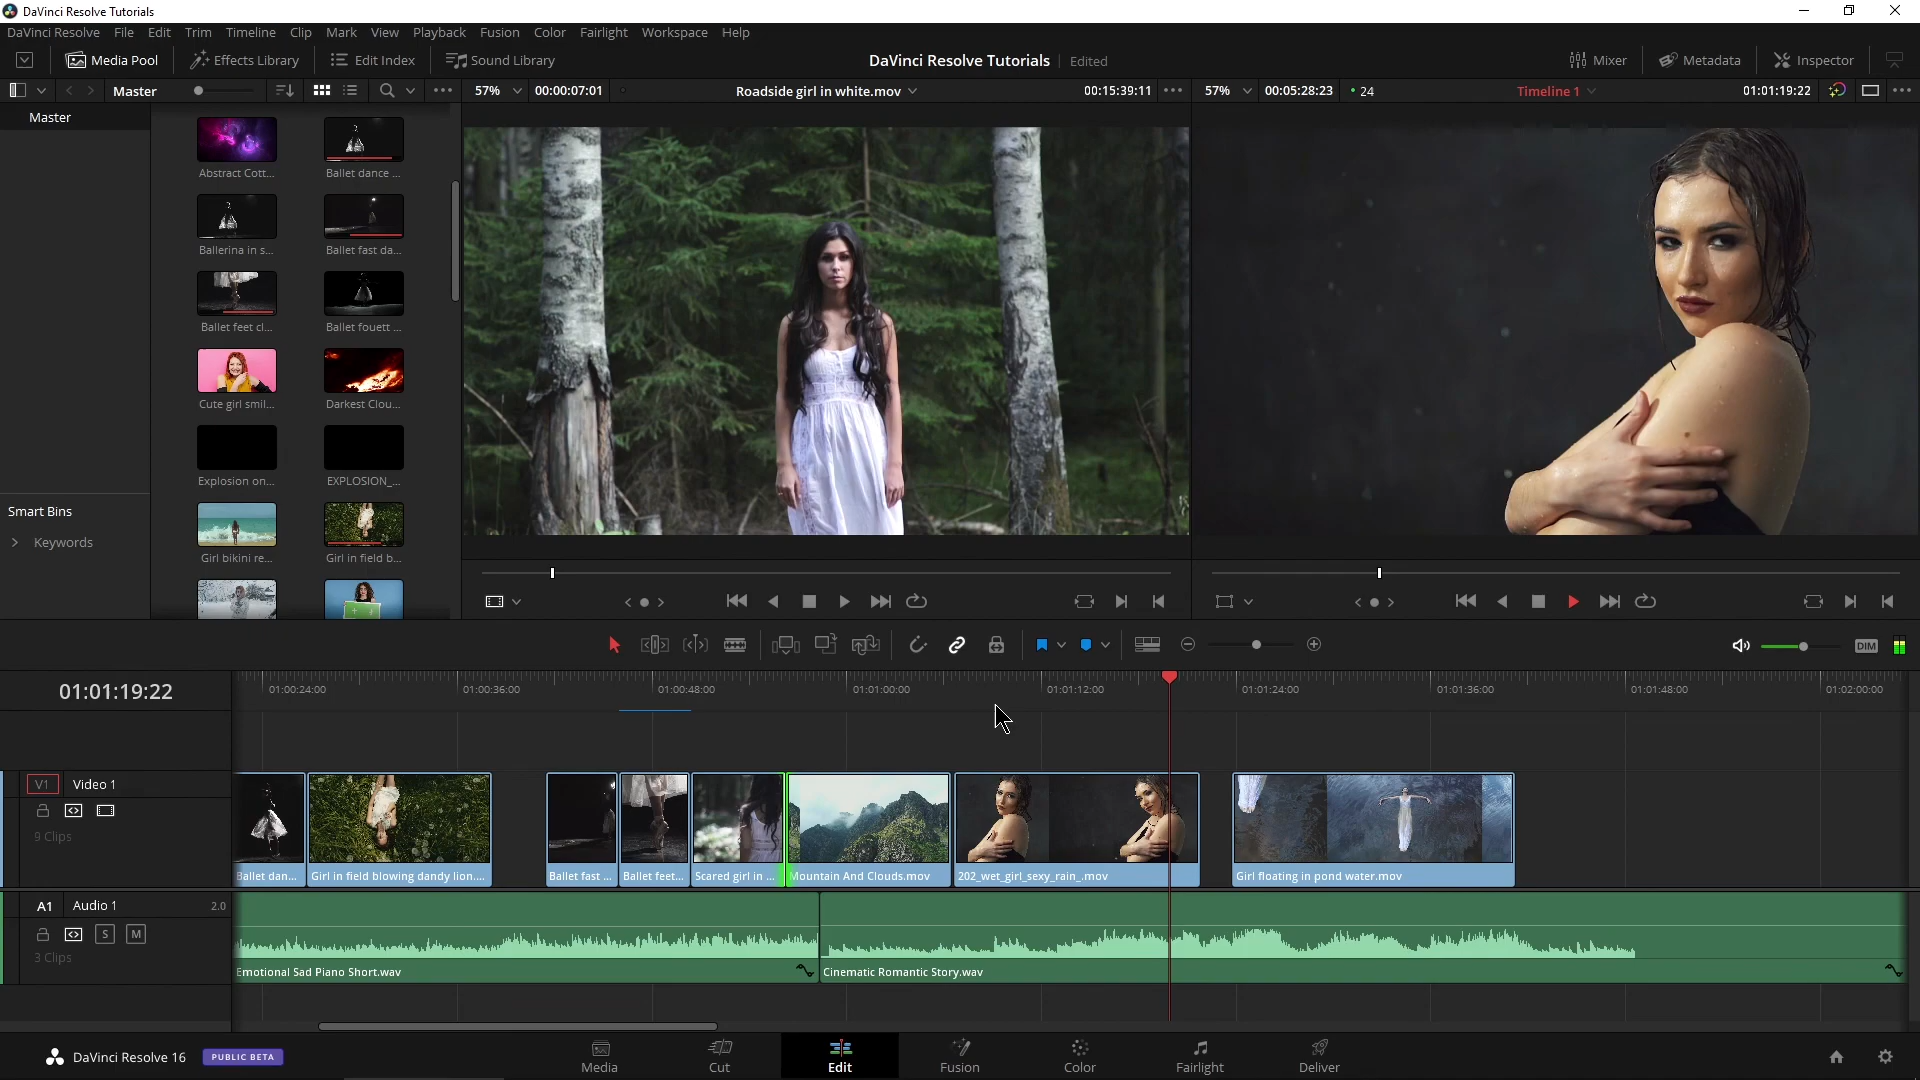 DaVinci Resolve Tutorials
DaVinci Resolve File Edit Trim Timeline Clip Mark View Playback Fusion Color Fairlight Workspace Help
Media Pool Effects Library Edit Index Sound Library DaVinci Resolve Tutorials Edited Mixer Metadata Inspector
Master 57% 00:00:07:01 Roadside girl in white.mov 00:15:39:11 57% 00:05:28:23 24 Timeline 1 01:01:19:22
Master
Abstract Cott... Ballet dance ...
Ballerina in s... Ballet fast da...
Ballet feet cl... Ballet fouett ...
Cute girl smil... Darkest Clou...
Explosion on... EXPLOSION_...
Smart Bins
Keywords
Girl bikini re... Girl in field b...
DIM
01:01:19:22
01:00:24:00 01:00:36:00 01:00:48:00 01:01:00:00 01:01:12:00 01:01:24:00 01:01:36:00 01:01:48:00 01:02:00:00
V1 Video 1
9 Clips
Ballet dan... Girl in field blowing dandy lion.... Ballet fast ... Ballet feet... Scared girl in ... Mountain And Clouds.mov 202_wet_girl_sexy_rain_.mov Girl floating in pond water.mov
A1 Audio 1 2.0
S M
3 Clips
Emotional Sad Piano Short.wav Cinematic Romantic Story.wav
DaVinci Resolve 16 PUBLIC BETA
Media Cut Edit Fusion Color Fairlight Deliver